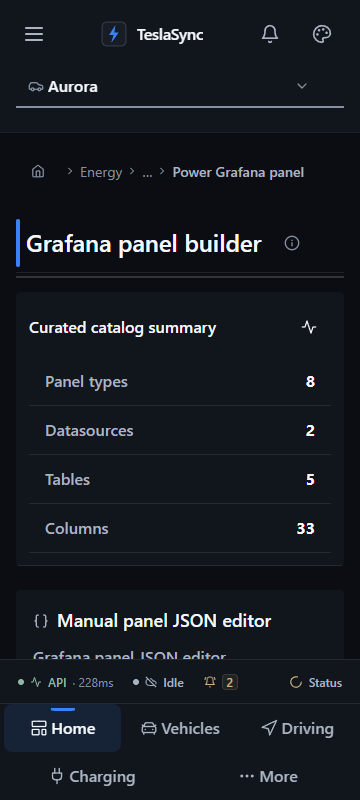 TeslaSync
Aurora
Energy ... Power Grafana panel
Grafana panel builder
Curated catalog summary
Panel types 8
Datasources 2
Tables 5
Columns 33
{} Manual panel JSON editor
Grafana panel JSON editor
API · 228ms Idle 2 Status
Home Vehicles Driving
Charging More